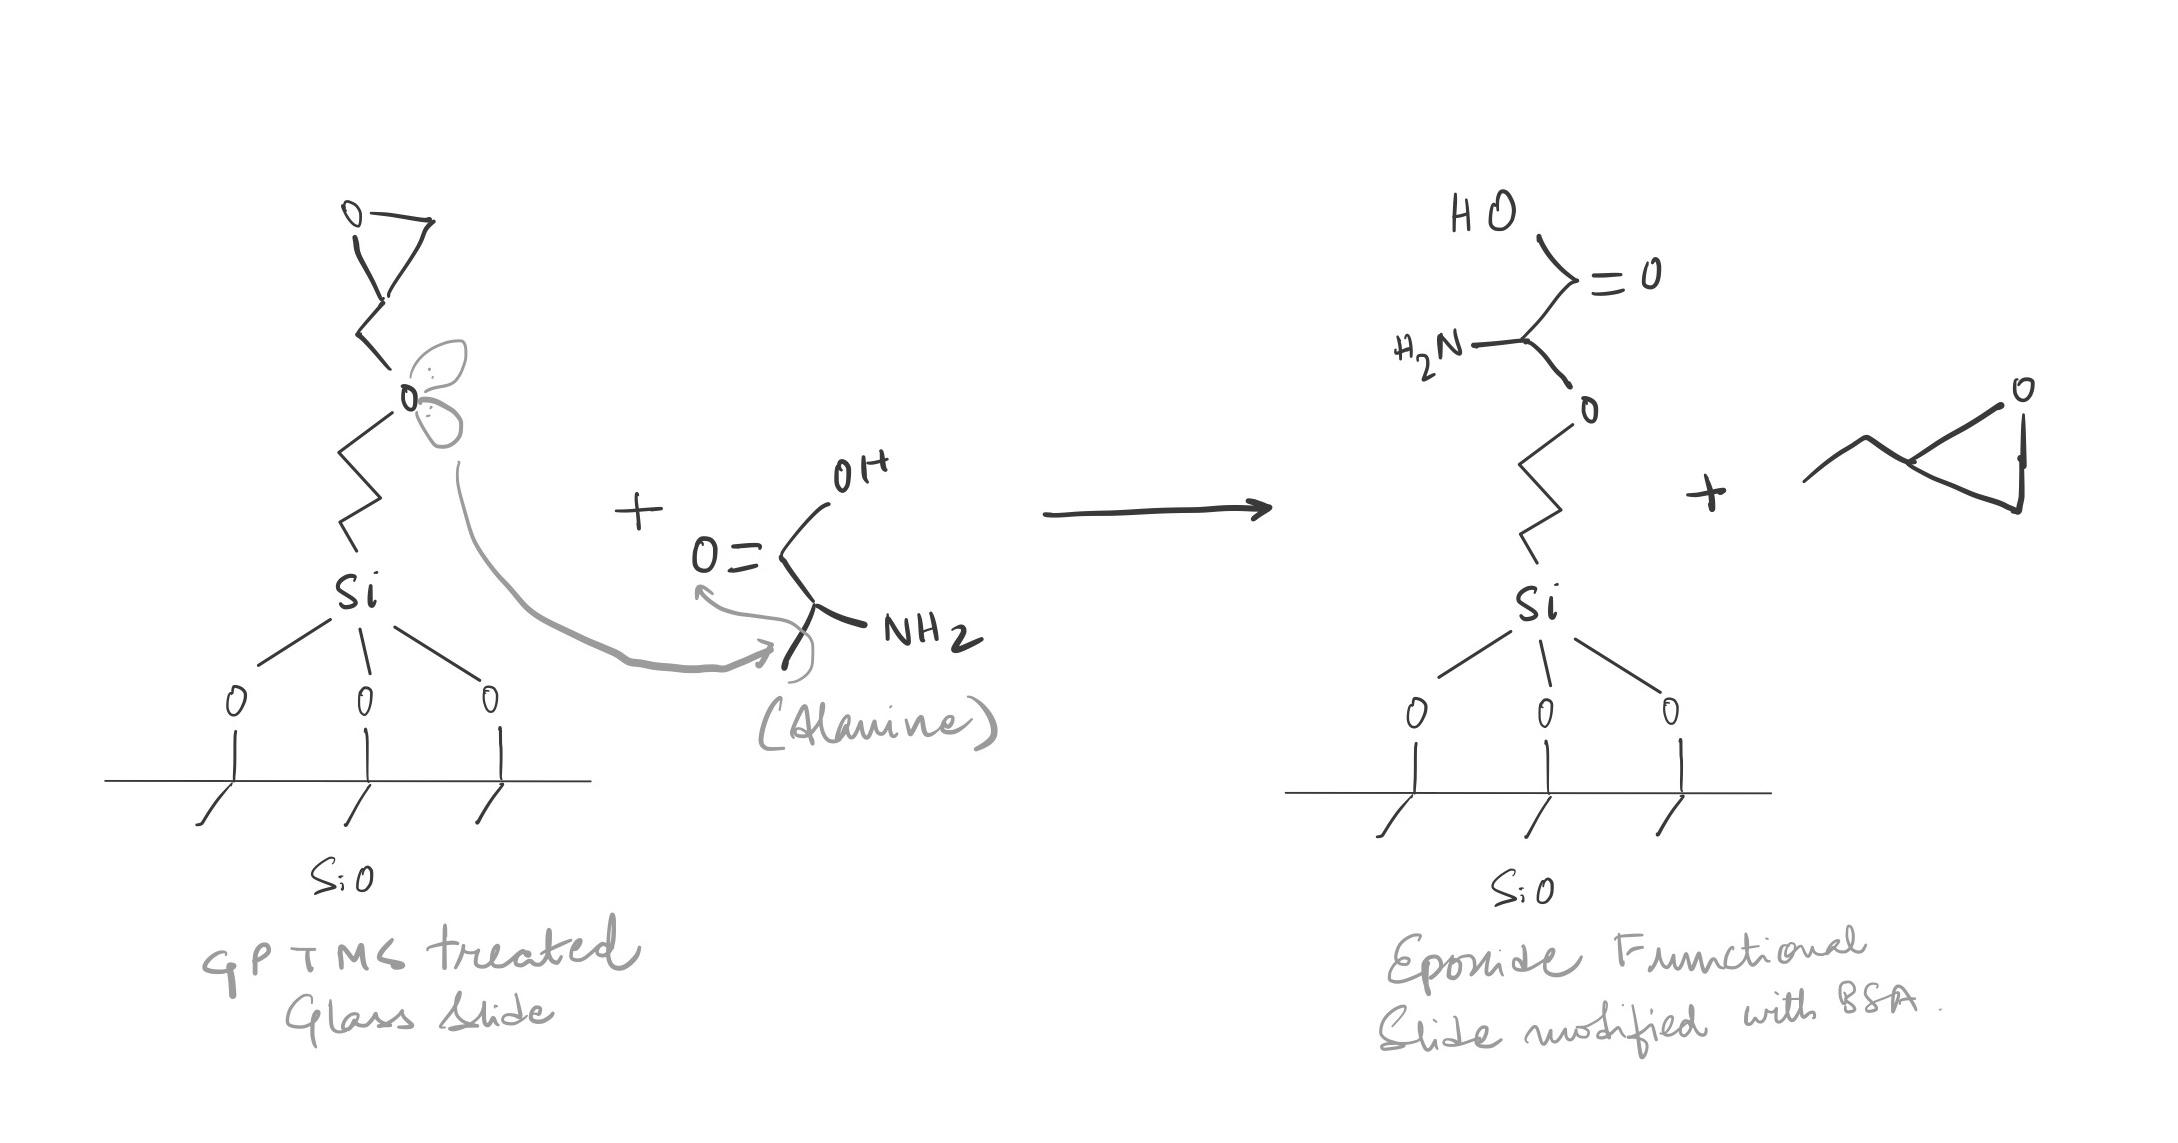 O
O
Si
O O O
SiO
GPTMS treated
Glass slide
+
O= OH
NH2
(Alanine)
HO
=O
H2N
O
Si
O O O
SiO
Epoxide Functional
Slide modified with BSA.
+
O